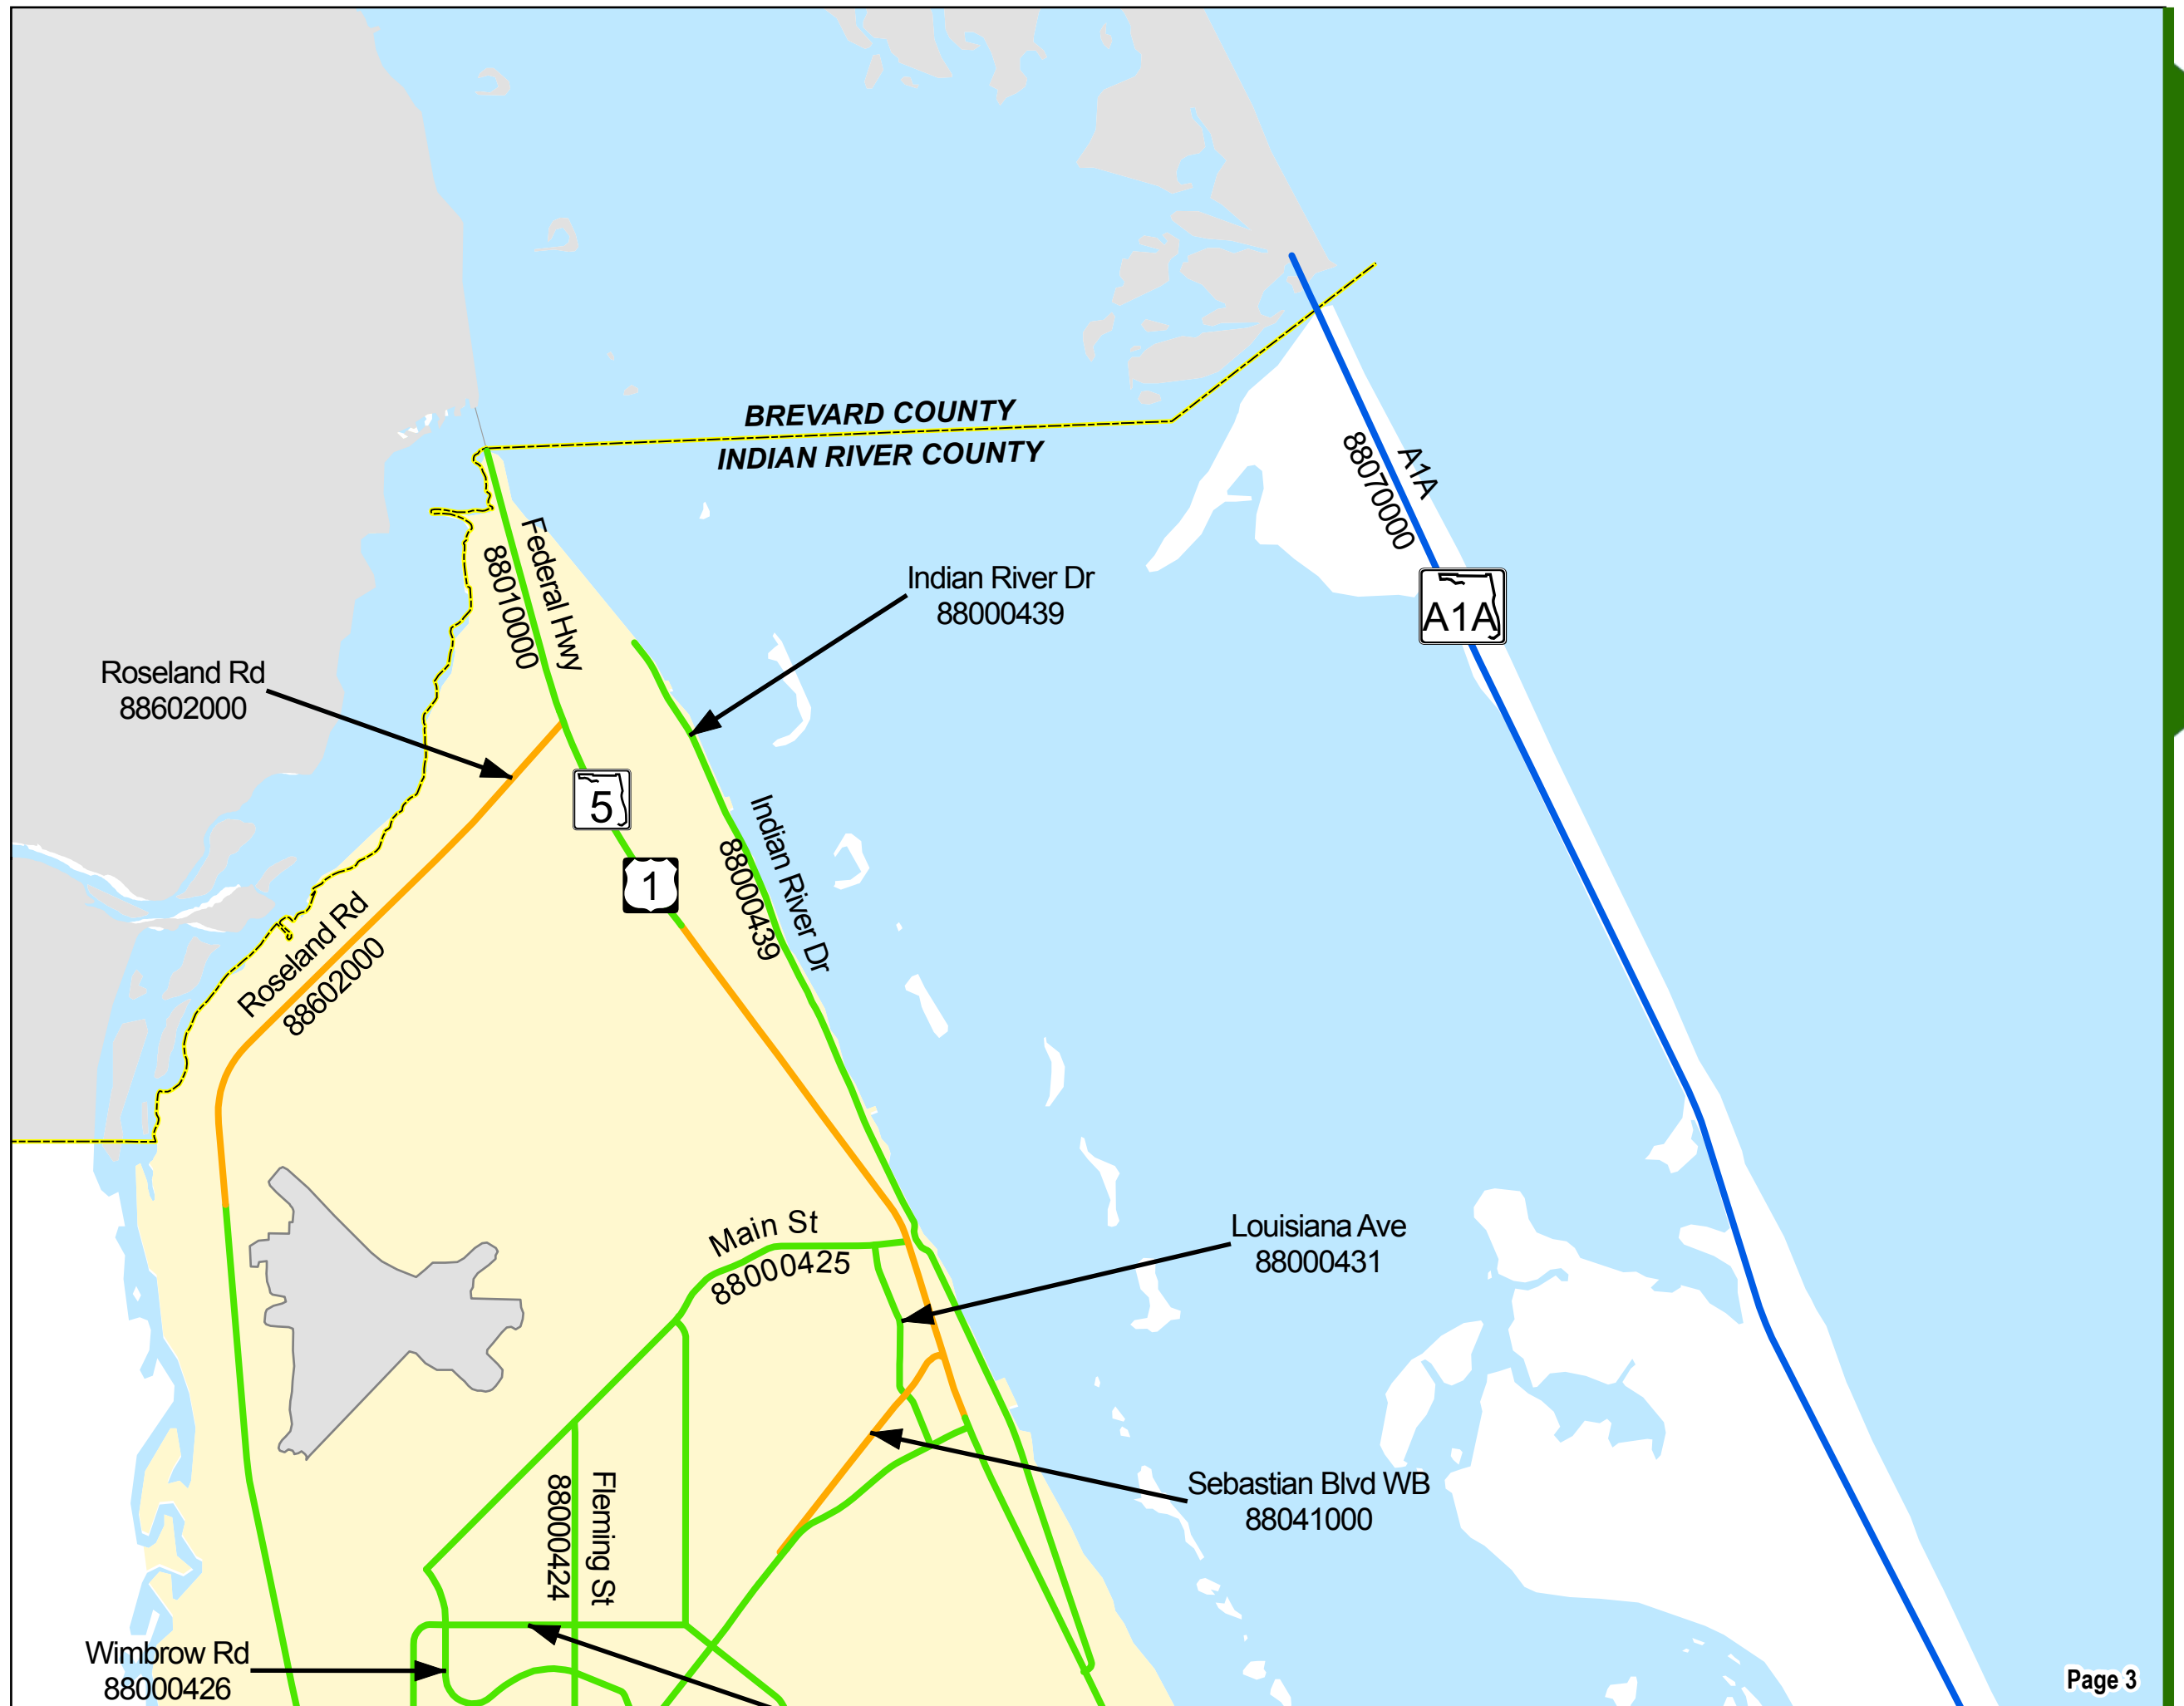 BREVARD COUNTY
INDIAN RIVER COUNTY
A1A
88070000
A1A
Federal Hwy
88010000
Indian River Dr
88000439
Roseland Rd
88602000
5
1
Indian River Dr
88000439
Roseland Rd
88602000
Main St
88000425
Louisiana Ave
88000431
Sebastian Blvd WB
88041000
Fleming St
88000424
Wimbrow Rd
88000426
Page 3